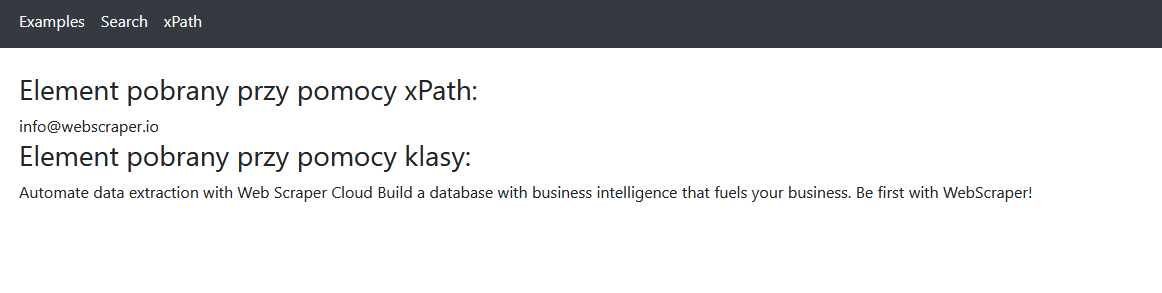 Examples Search xPath
Element pobrany przy pomocy xPath:
info@webscraper.io
Element pobrany przy pomocy klasy:
Automate data extraction with Web Scraper Cloud Build a database with business intelligence that fuels your business. Be first with WebScraper!